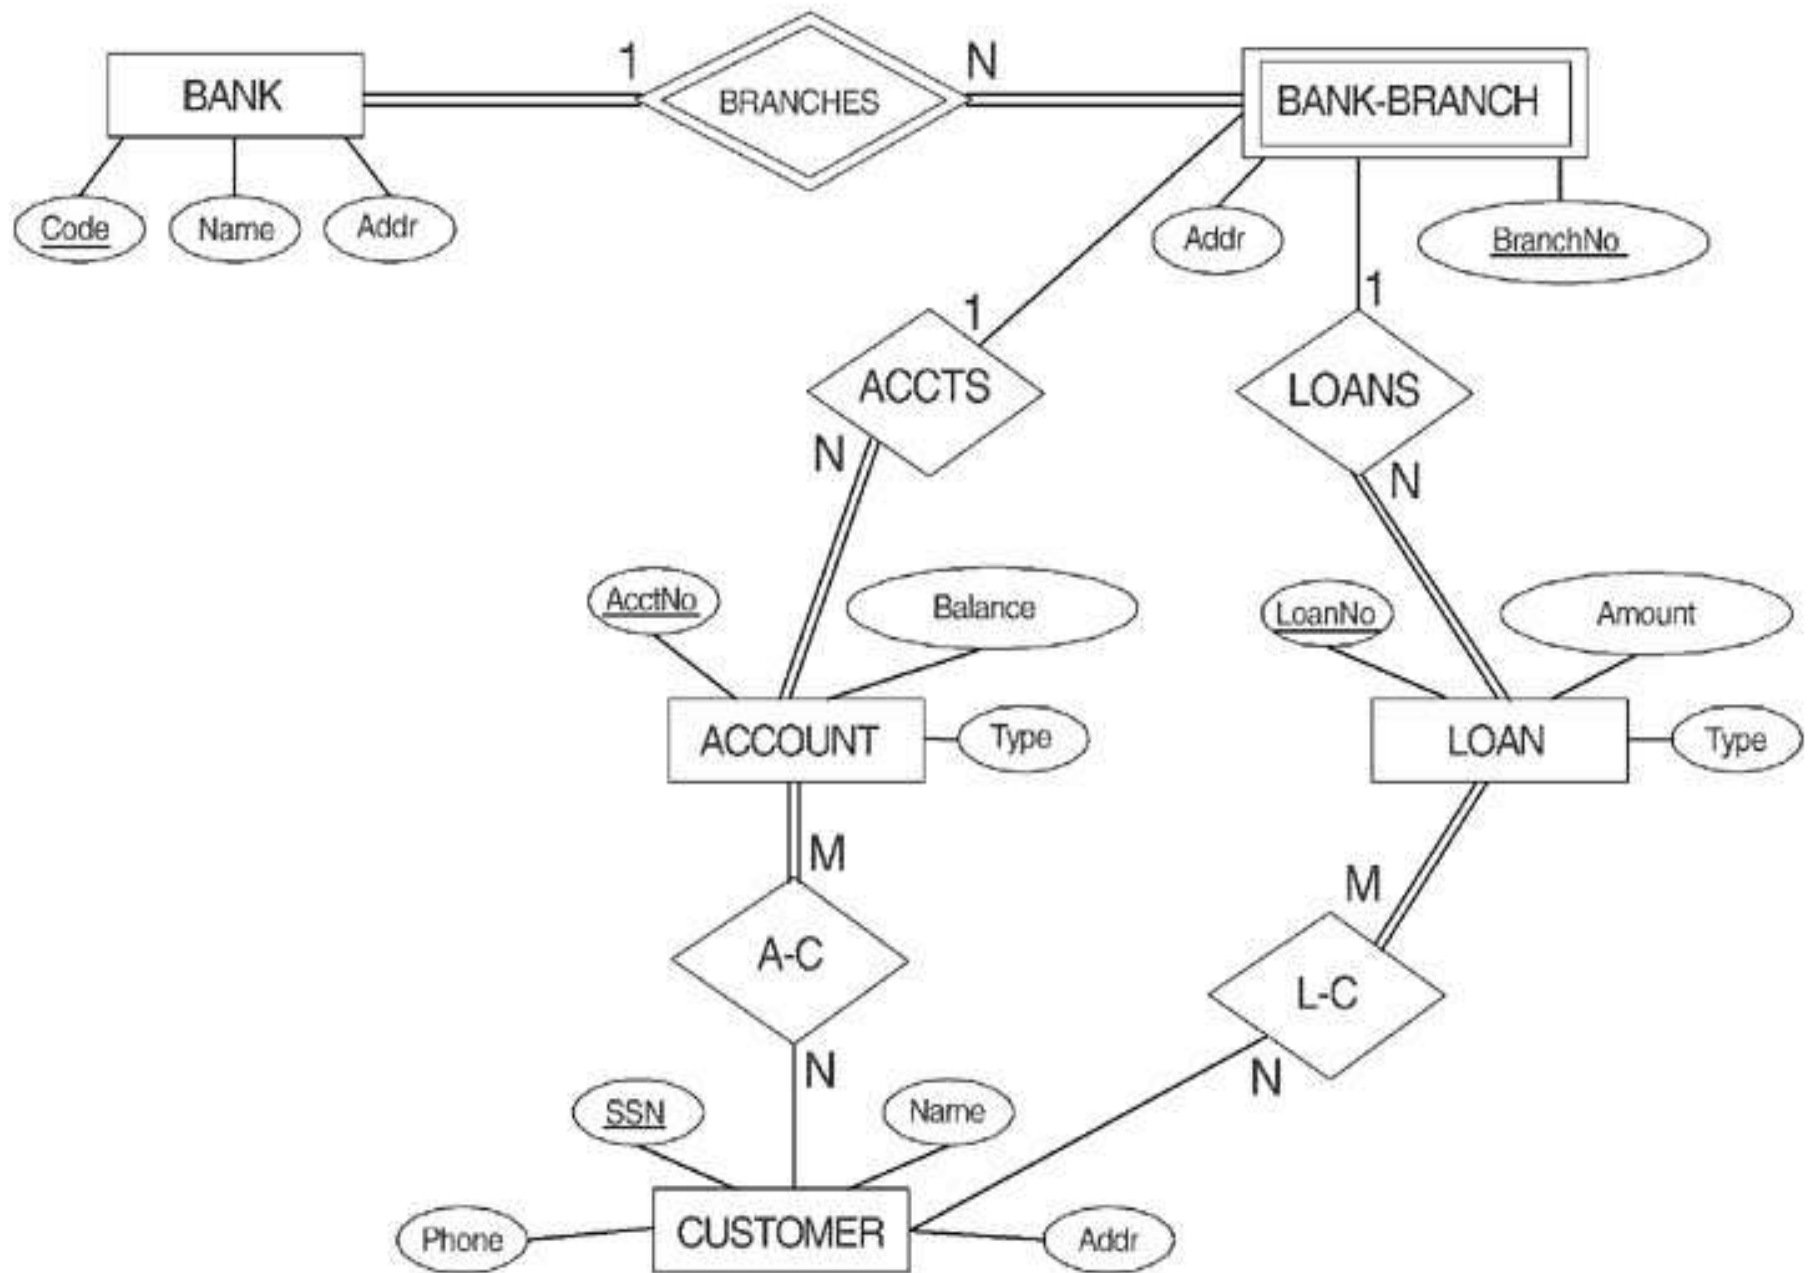 1
N
BANK
BRANCHES
BANK-BRANCH
Code
Name
Addr
Addr
BranchNo
1
1
ACCTS
LOANS
N
N
AcctNo
Balance
LoanNo
Amount
ACCOUNT
Type
LOAN
Type
M
M
A-C
L-C
N
N
SSN
Name
Phone
CUSTOMER
Addr